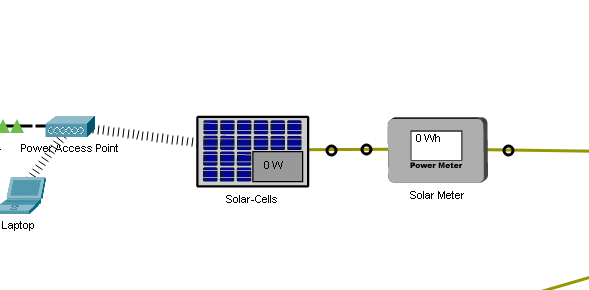 0 Wh
Power Meter
Power Access Point
0 W
Solar-Cells
Solar Meter
Laptop